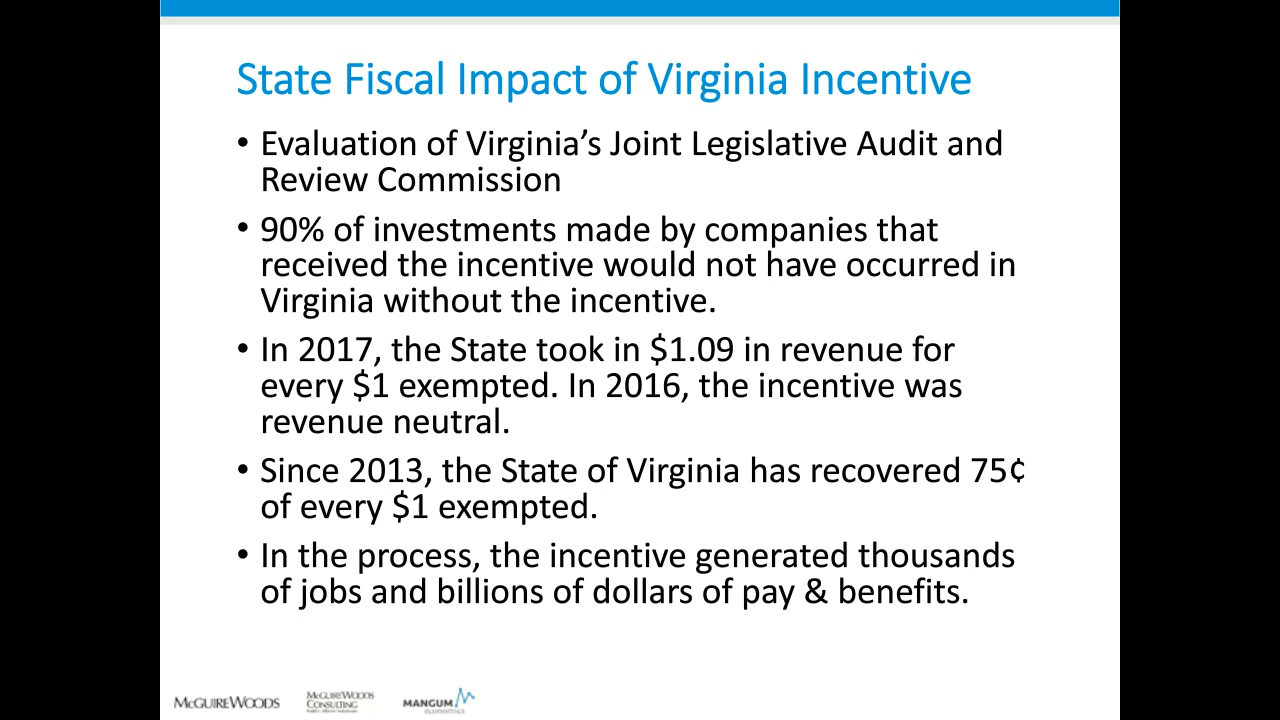 State Fiscal Impact of Virginia Incentive
• Evaluation of Virginia’s Joint Legislative Audit and
Review Commission
• 90% of investments made by companies that
received the incentive would not have occurred in
Virginia without the incentive.
• In 2017, the State took in $1.09 in revenue for
every $1 exempted. In 2016, the incentive was
revenue neutral.
• Since 2013, the State of Virginia has recovered 75¢
of every $1 exempted.
• In the process, the incentive generated thousands
of jobs and billions of dollars of pay & benefits.
MCGUIREWOODS
MCGUIREWOODS
CONSULTING
MANGUM